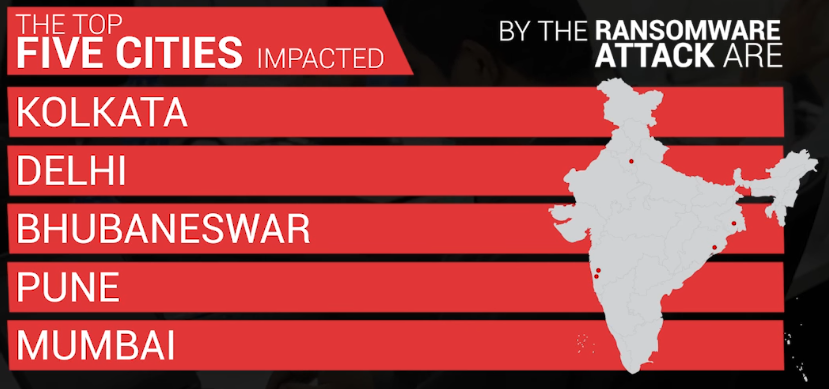 THE TOP
FIVE CITIES IMPACTED
BY THE RANSOMWARE
ATTACK ARE
KOLKATA
DELHI
BHUBANESWAR
PUNE
MUMBAI